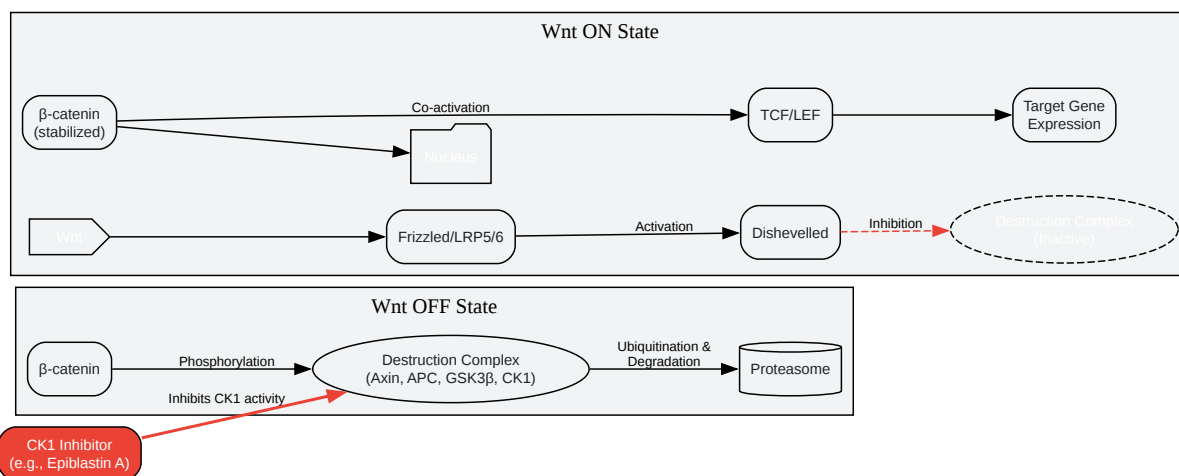 Wnt ON State
Co-activation
β-catenin
(stabilized)
TCF/LEF
Target Gene
Expression
Nucleus
Wnt
Frizzled/LRP5/6
Activation
Dishevelled
Inhibition
Destruction Complex
(Inactive)
Wnt OFF State
β-catenin
Phosphorylation
Destruction Complex
(Axin, APC, GSK3β, CK1)
Ubiquitination &
Degradation
Proteasome
Inhibits CK1 activity
CK1 Inhibitor
(e.g., Epiblastin A)